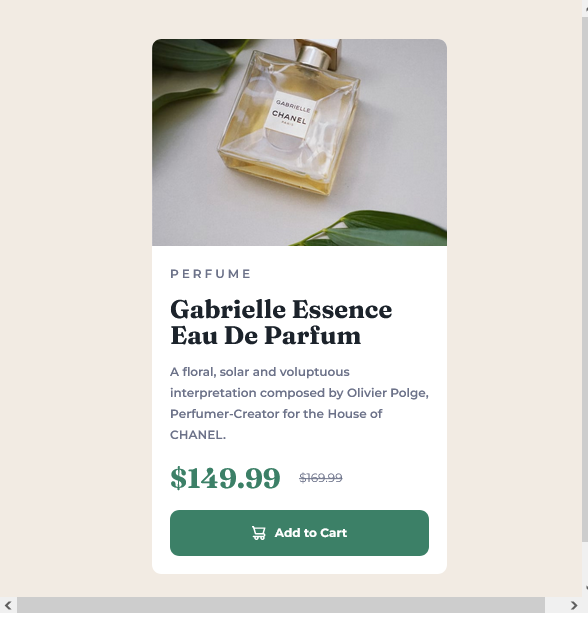 GABRIELLE
CHANEL
PARIS
PERFUME
Gabrielle Essence
Eau De Parfum
A floral, solar and voluptuous
interpretation composed by Olivier Polge,
Perfumer-Creator for the House of
CHANEL.
$149.99 $169.99
Add to Cart